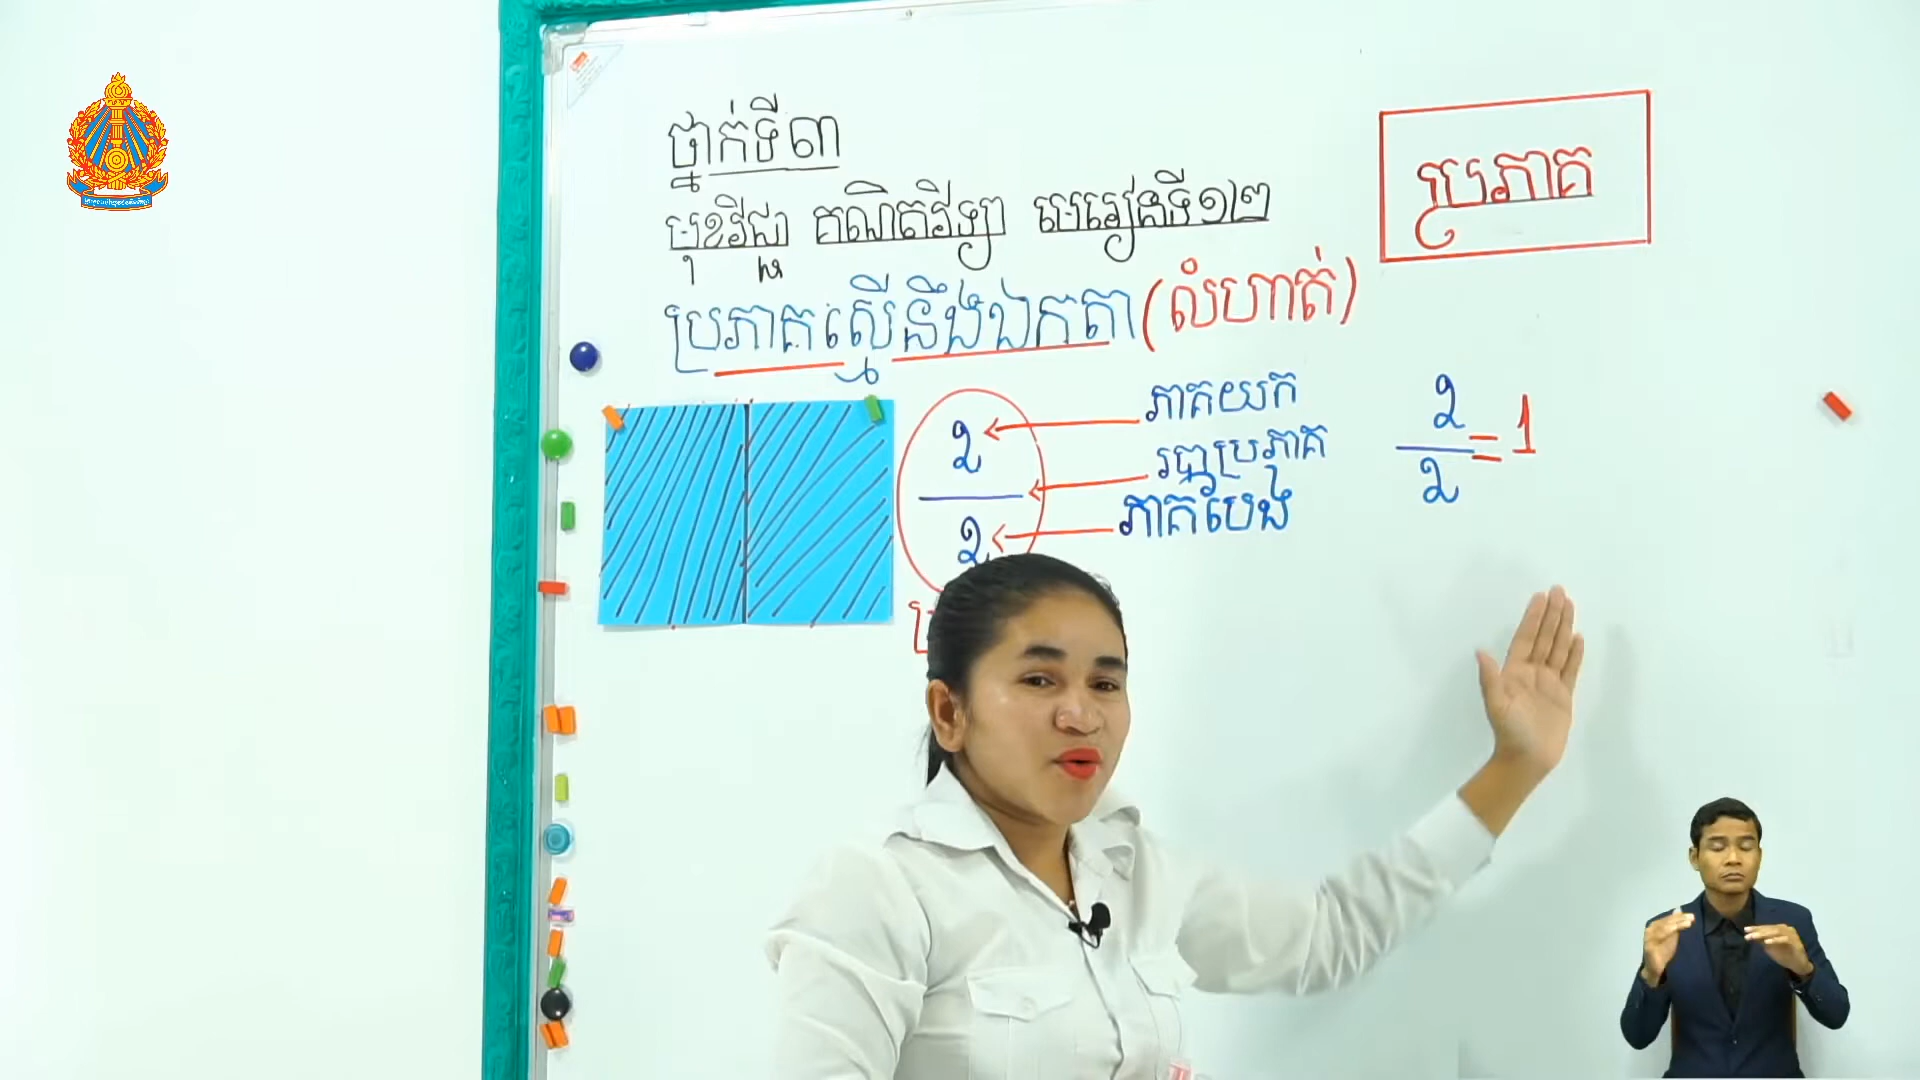 ថ្នាក់ទី៣
មុខវិជ្ជា គណិតវិទ្យា មេរៀនទី១២
ប្រភាគ
ប្រភាគស្មើនឹងឯកតា (លំហាត់)
2 ភាគយក
របាប្រភាគ
2 ភាគបែង
2
2 = 1